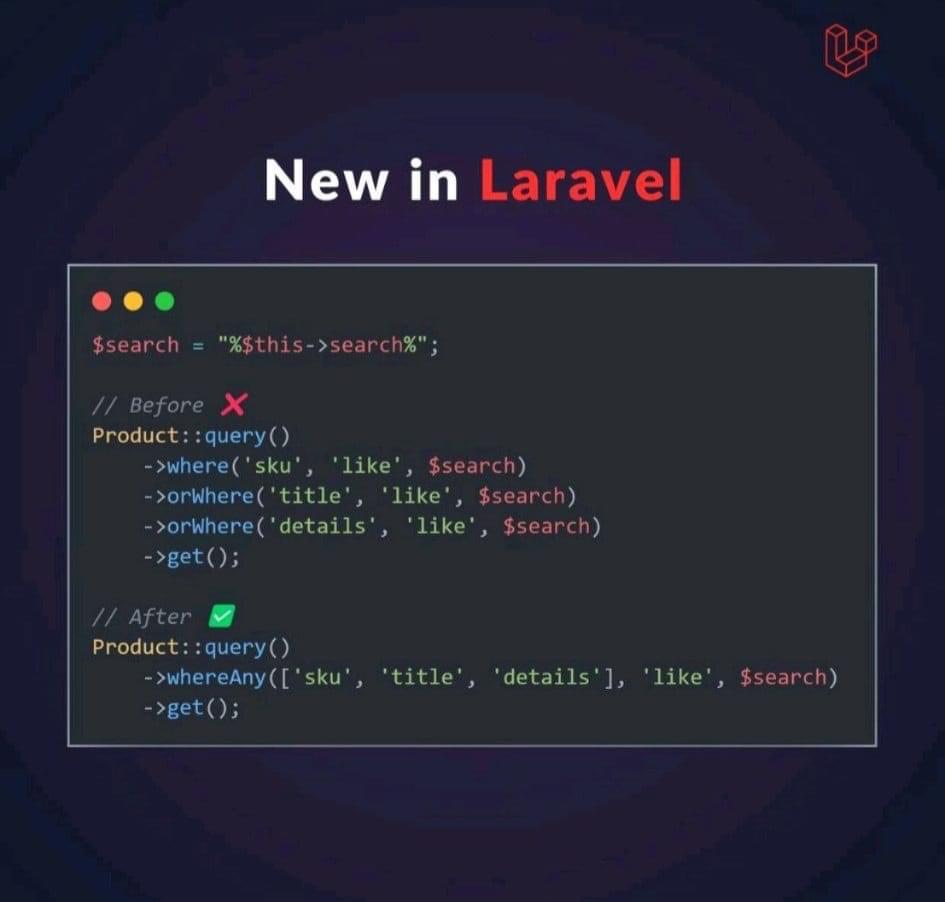 New in Laravel
$search = "%$this->search%";
// Before ❌
Product::query()
->where('sku', 'like', $search)
->orWhere('title', 'like', $search)
->orWhere('details', 'like', $search)
->get();
// After ✅
Product::query()
->whereAny(['sku', 'title', 'details'], 'like', $search)
->get();